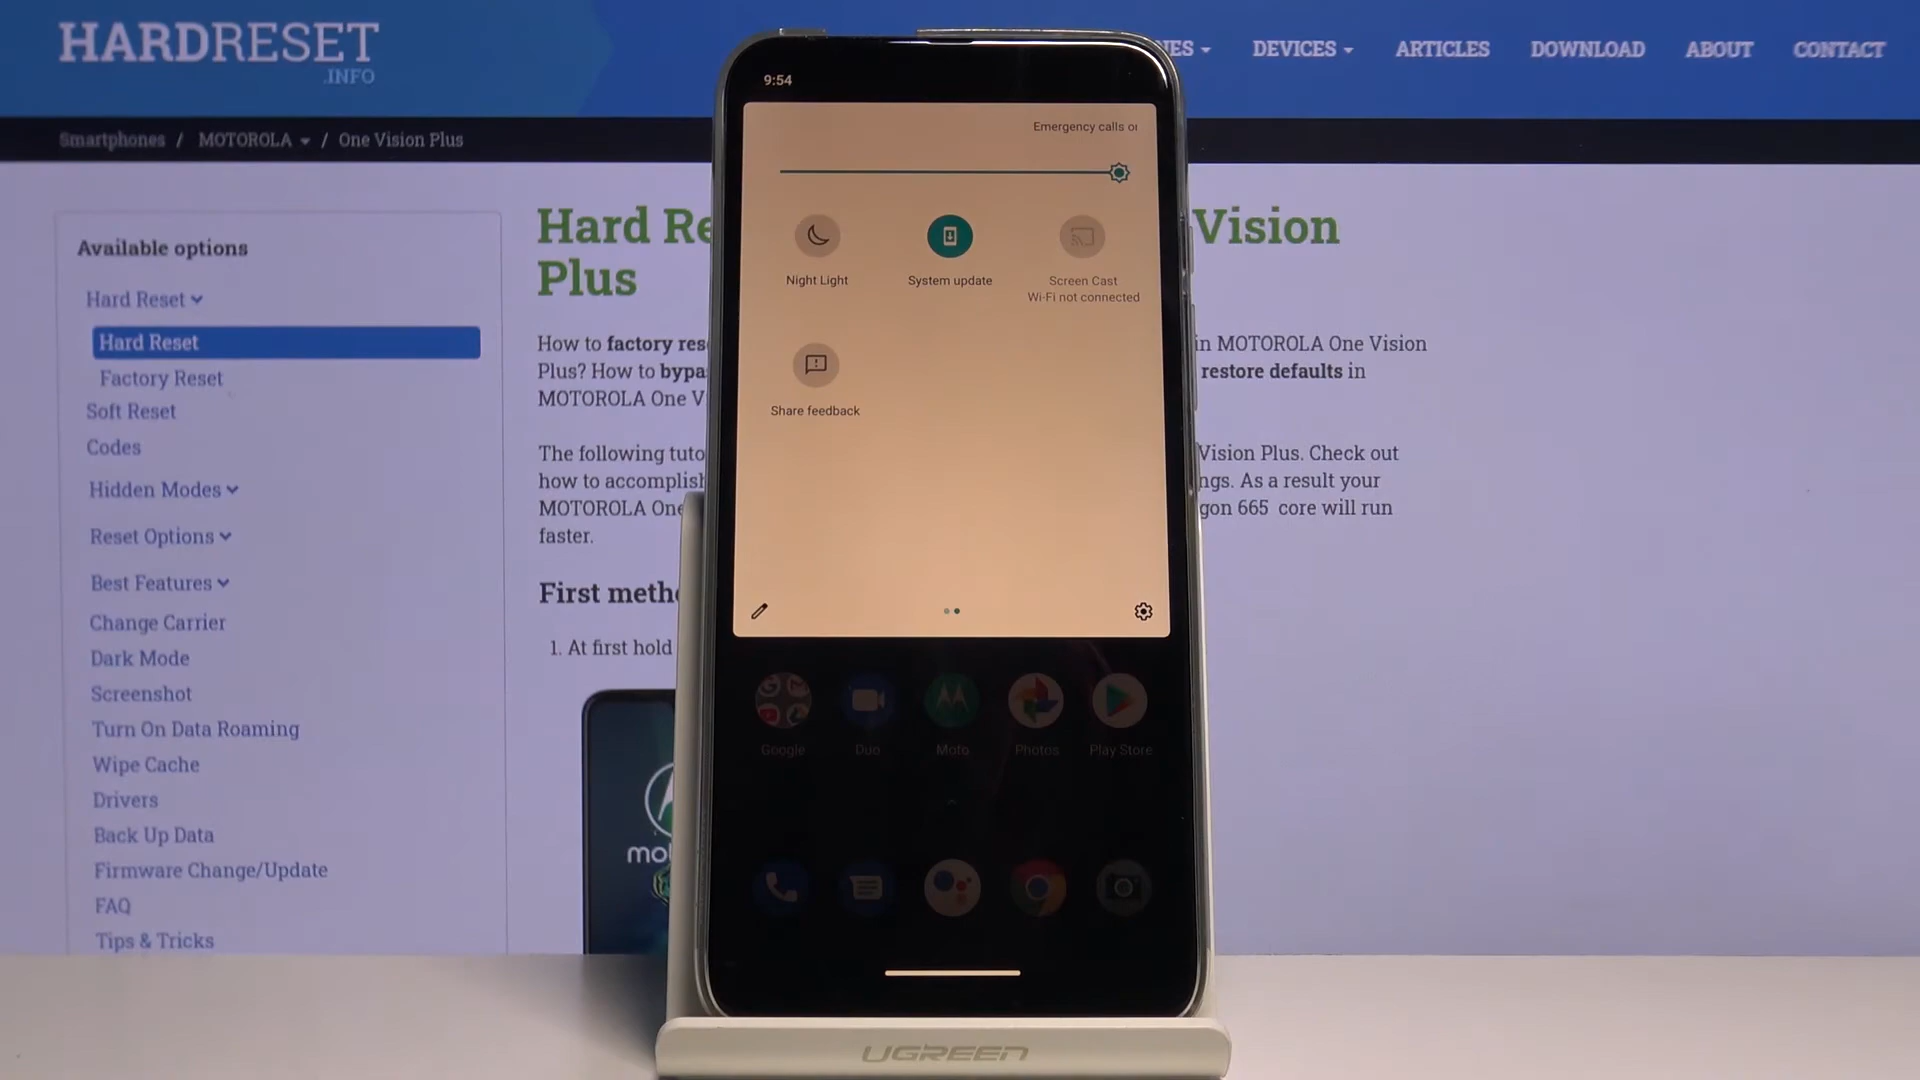 HARDRESET
.INFO
NES
DEVICES
ARTICLES
DOWNLOAD
ABOUT
CONTACT
Smartphones / MOTOROLA / One Vision Plus
Available options
Hard Reset
Hard Reset
Factory Reset
Soft Reset
Codes
Hidden Modes
Reset Options
Best Features
Change Carrier
Dark Mode
Screenshot
Turn On Data Roaming
Wipe Cache
Drivers
Back Up Data
Firmware Change/Update
FAQ
Tips & Tricks
Hard Re Vision
Plus
How to factory res in MOTOROLA One Vision
Plus? How to bypa restore defaults in
MOTOROLA One V
The following tuto Vision Plus. Check out
how to accomplish ngs. As a result your
MOTOROLA One gon 665 core will run
faster.
First meth
1. At first hold
mo
9:54
Emergency calls or
Night Light
System update
Screen Cast
Wi-Fi not connected
Share feedback
Google
Duo
Moto
Photos
Play Store
UGREEN